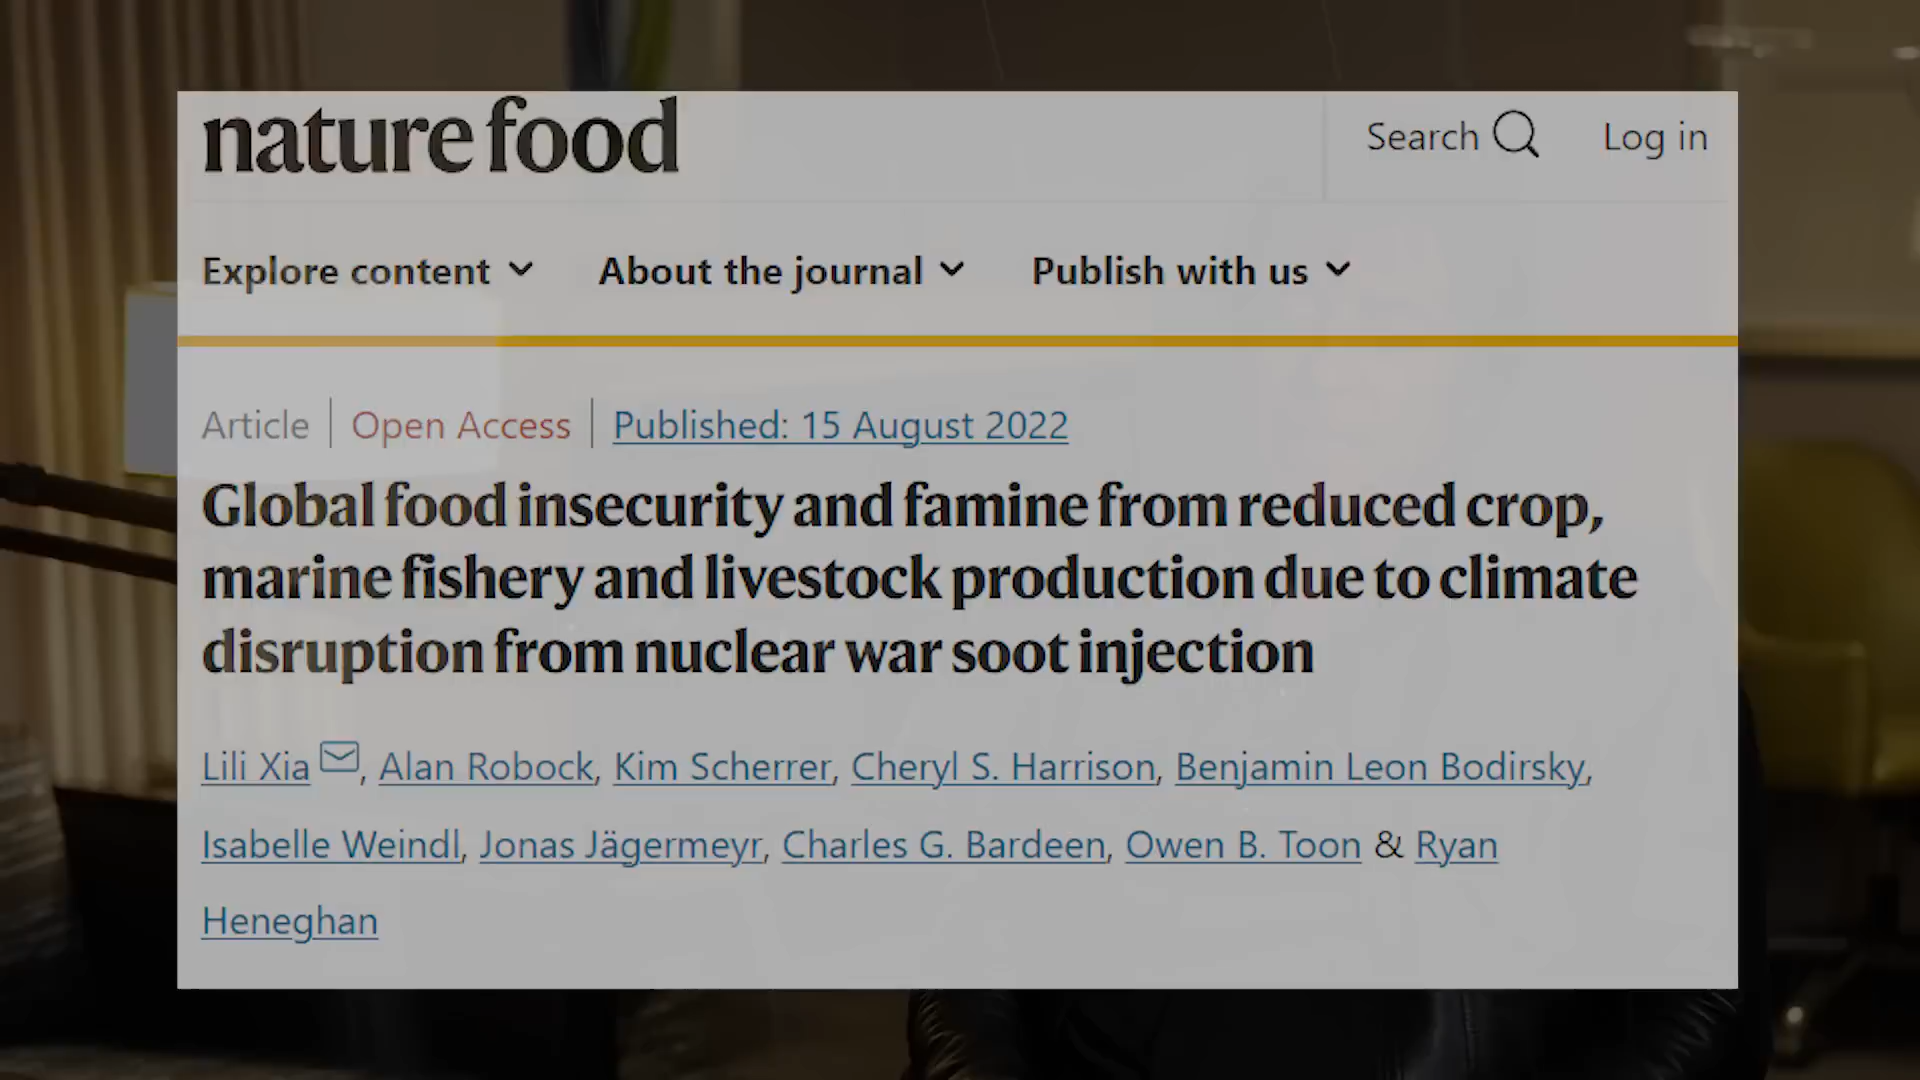 nature food
Search Log in
Explore content About the journal Publish with us
Article Open Access Published: 15 August 2022
Global food insecurity and famine from reduced crop,
marine fishery and livestock production due to climate
disruption from nuclear war soot injection
Lili Xia, Alan Robock, Kim Scherrer, Cheryl S. Harrison, Benjamin Leon Bodirsky,
Isabelle Weindl, Jonas Jägermeyr, Charles G. Bardeen, Owen B. Toon & Ryan
Heneghan